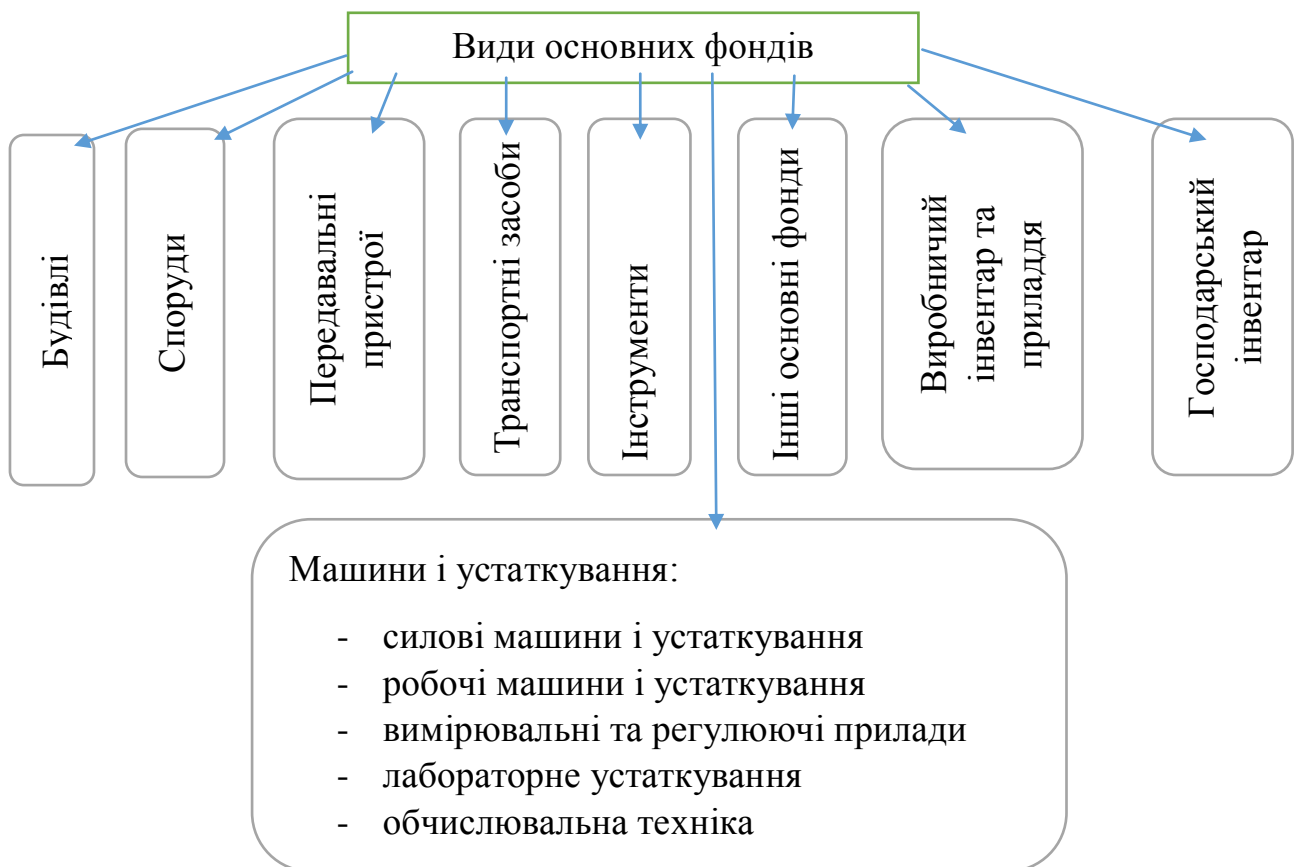 Види основних фондів
Будівлі
Споруди
Передавальні
пристрої
Транспортні засоби
Інструменти
Інші основні фонди
Виробничий
інвентар та
приладдя
Господарський
інвентар
Машини і устаткування:
- силові машини і устаткування
- робочі машини і устаткування
- вимірювальні та регулюючі прилади
- лабораторне устаткування
- обчислювальна техніка